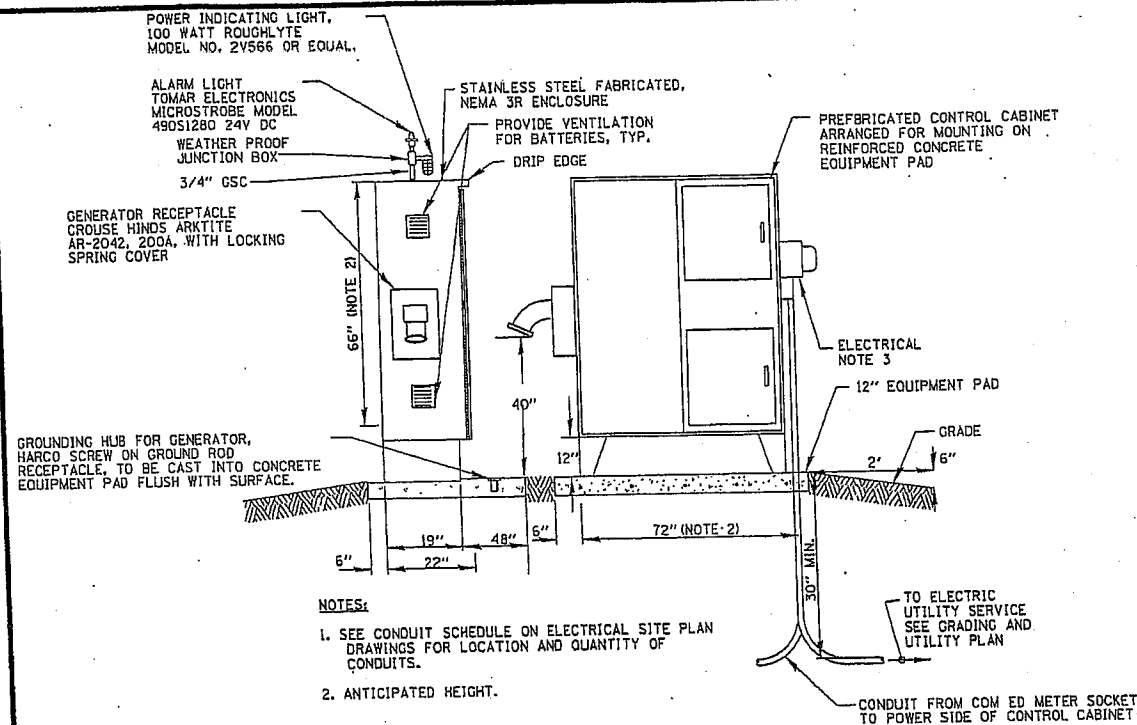 POWER INDICATING LIGHT,
100 WATT ROUGHLYTE
MODEL NO. 2V566 OR EQUAL.
ALARM LIGHT
TOMAR ELECTRONICS
MICROSTROBE MODEL
490S1280 24V DC
WEATHER PROOF
JUNCTION BOX
3/4" GSC
GENERATOR RECEPTACLE
CROUSE HINDS ARKTITE
AR-2042, 200A, WITH LOCKING
SPRING COVER
STAINLESS STEEL FABRICATED,
NEMA 3R ENCLOSURE
PROVIDE VENTILATION
FOR BATTERIES, TYP.
DRIP EDGE
PREFBRICATED CONTROL CABINET
ARRANGED FOR MOUNTING ON
REINFORCED CONCRETE
EQUIPMENT PAD
66" (NOTE 2)
40"
12"
ELECTRICAL
NOTE 3
12" EQUIPMENT PAD
GRADE
2'
6"
GROUNDING HUB FOR GENERATOR,
HARCO SCREW ON GROUND ROD
RECEPTACLE, TO BE CAST INTO CONCRETE
EQUIPMENT PAD FLUSH WITH SURFACE.
6"
19"
22"
48"
6"
72" (NOTE-2)
30" MIN.
TO ELECTRIC
UTILITY SERVICE
SEE GRADING AND
UTILITY PLAN
CONDUIT FROM COM ED METER SOCKET
TO POWER SIDE OF CONTROL CABINET
NOTES:
1. SEE CONDUIT SCHEDULE ON ELECTRICAL SITE PLAN
DRAWINGS FOR LOCATION AND QUANTITY OF
CONDUITS.
2. ANTICIPATED HEIGHT.